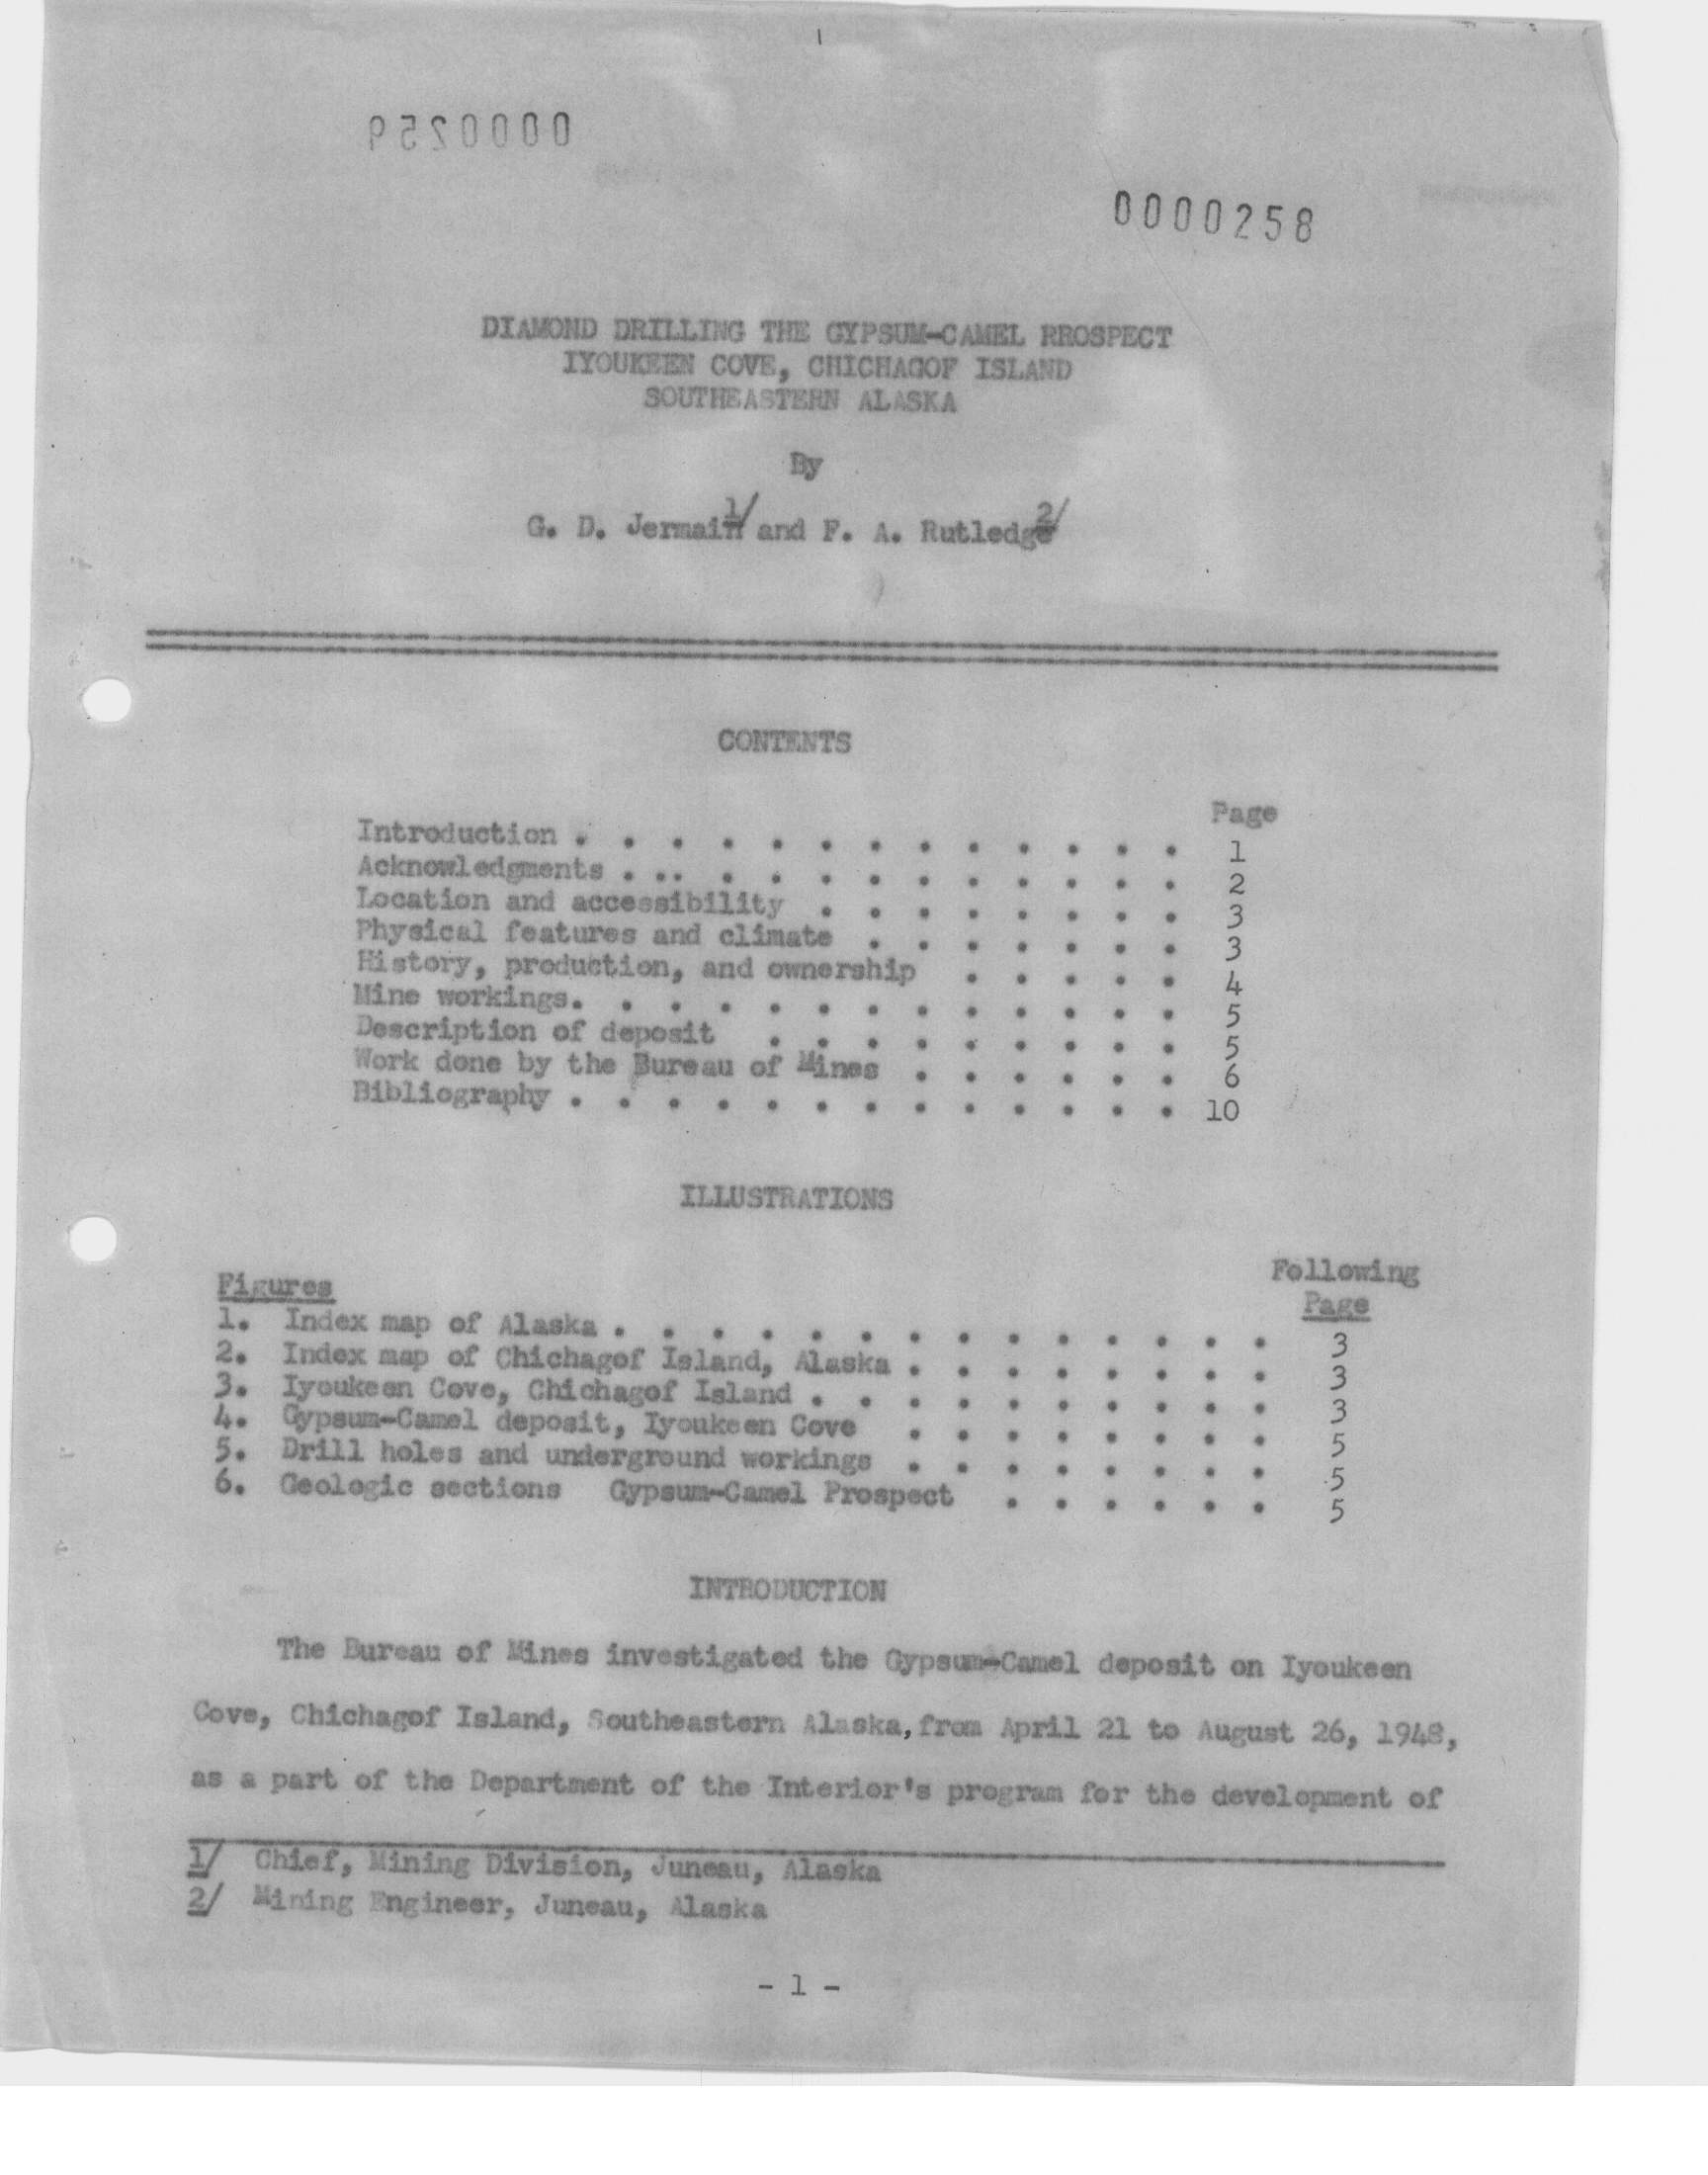 0000259
0000258
DIAMOND DRILLING THE GYPSUM-CAMEL RROSPECT
IYOUKEEN COVE, CHICHAGOF ISLAND
SOUTHEASTERN ALASKA
By
G. D. Jermain 1/ and F. A. Rutledge 2/
CONTENTS
Page
Introduction . . . . . . . . . . . . . 1
Acknowledgments . . . . . . . . . . . . . 2
Location and accessibility . . . . . . . . 3
Physical features and climate . . . . . . . 3
History, production, and ownership . . . . . 4
Mine workings. . . . . . . . . . . . . 5
Description of deposit . . . . . . . . . 5
Work done by the Bureau of Mines . . . . . . 6
Bibliography . . . . . . . . . . . . . 10
ILLUSTRATIONS
Following
Figures Page
1. Index map of Alaska . . . . . . . . . . . . . . 3
2. Index map of Chichagof Island, Alaska . . . . . . . . 3
3. Iyoukeen Cove, Chichagof Island . . . . . . . . . . 3
4. Gypsum-Camel deposit, Iyoukeen Cove . . . . . . . . 5
5. Drill holes and underground workings . . . . . . . . 5
6. Geologic sections Gypsum-Camel Prospect . . . . . . 5
INTRODUCTION
The Bureau of Mines investigated the Gypsum-Camel deposit on Iyoukeen
Cove, Chichagof Island, Southeastern Alaska, from April 21 to August 26, 1948,
as a part of the Department of the Interior's program for the development of
1/ Chief, Mining Division, Juneau, Alaska
2/ Mining Engineer, Juneau, Alaska
- 1 -